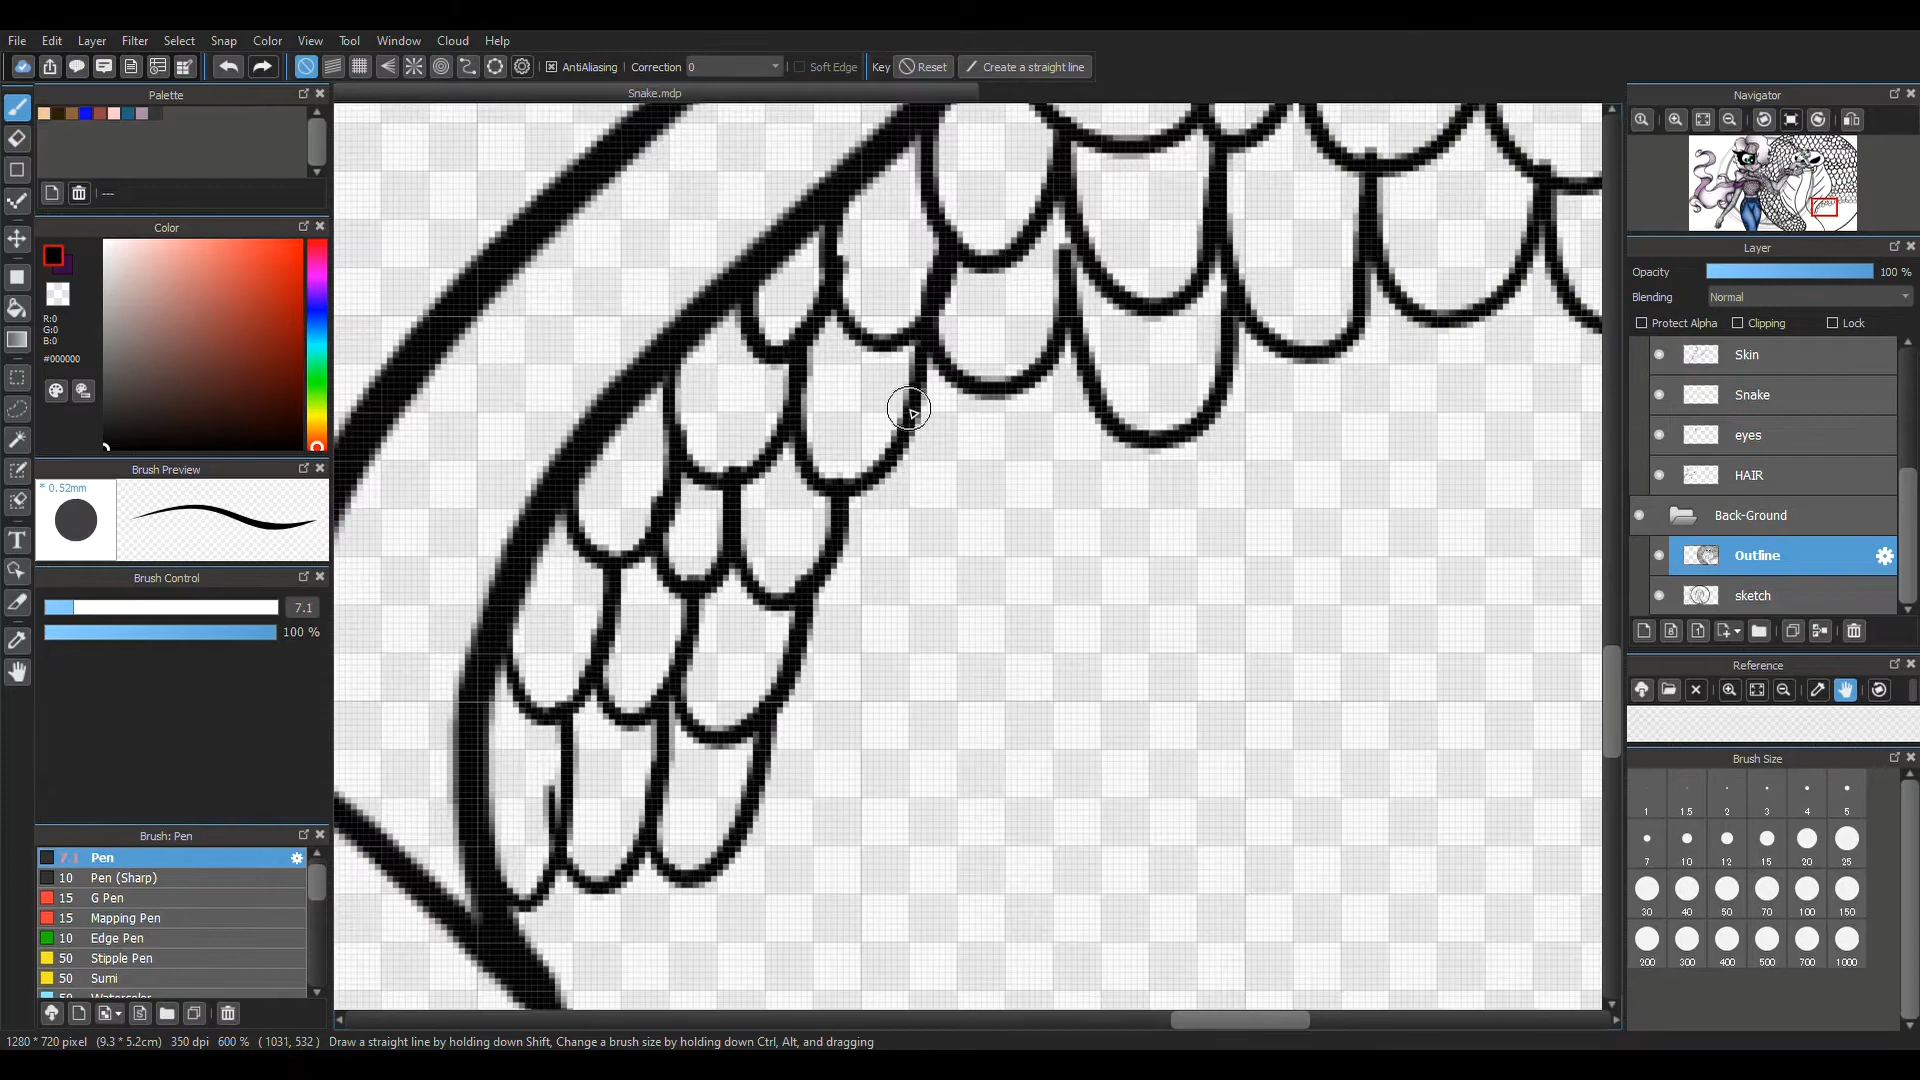 File Edit Layer Filter Select Snap Color View Tool Window Cloud Help
AntiAliasing Correction 0 Soft Edge Key Reset Create a straight line
Palette
Snake.mdp
Navigator
---
Color
R:0
G:0
B:0
#000000
Layer
Opacity 100 %
Blending Normal
Protect Alpha Clipping Lock
Skin
Snake
eyes
HAIR
Back-Ground
Outline
sketch
Brush Preview
* 0.52mm
Brush Control
7.1
100 %
Reference
Brush Size
1 1.5 2 3 4 5
7 10 12 15 20 25
30 40 50 70 100 150
200 300 400 500 700 1000
Brush: Pen
7.1 Pen
10 Pen (Sharp)
15 G Pen
15 Mapping Pen
10 Edge Pen
50 Stipple Pen
50 Sumi
50 Watercolor
1280 * 720 pixel (9.3 * 5.2cm) 350 dpi 600 % ( 1031, 532 ) Draw a straight line by holding down Shift, Change a brush size by holding down Ctrl, Alt, and dragging